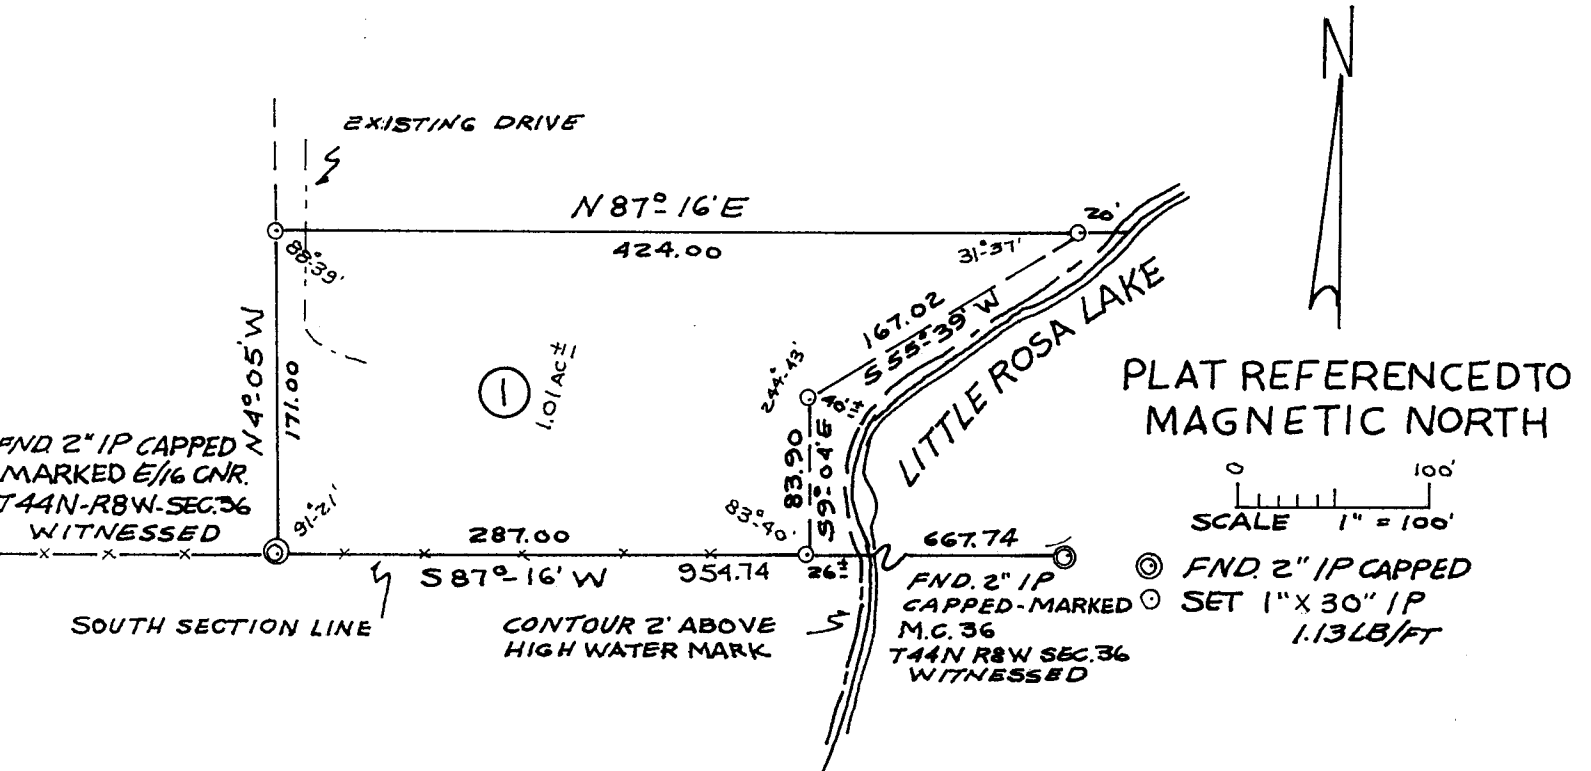 N
EXISTING DRIVE
N 87°-16'E
424.00
20'
88°-39'
31°-37'
167.02
S 55°-39' W
LITTLE ROSA LAKE
N4°-05'W
171.00
1
1.01 AC±
244°-43'
40'±
83.90
S9°-04'E
83°-40'
91°-21'
PLAT REFERENCED TO
MAGNETIC NORTH
0 100'
SCALE 1" = 100'
FND. 2" IP CAPPED
MARKED E/16 CNR.
T44N-R8W-SEC.36
WITNESSED
287.00
S 87°-16' W
954.74
26±
667.74
SOUTH SECTION LINE
CONTOUR 2' ABOVE
HIGH WATER MARK
FND. 2" IP
CAPPED-MARKED
M.C. 36
T44N R8W SEC.36
WITNESSED
FND. 2" IP CAPPED
SET 1" X 30" IP
1.13 LB/FT